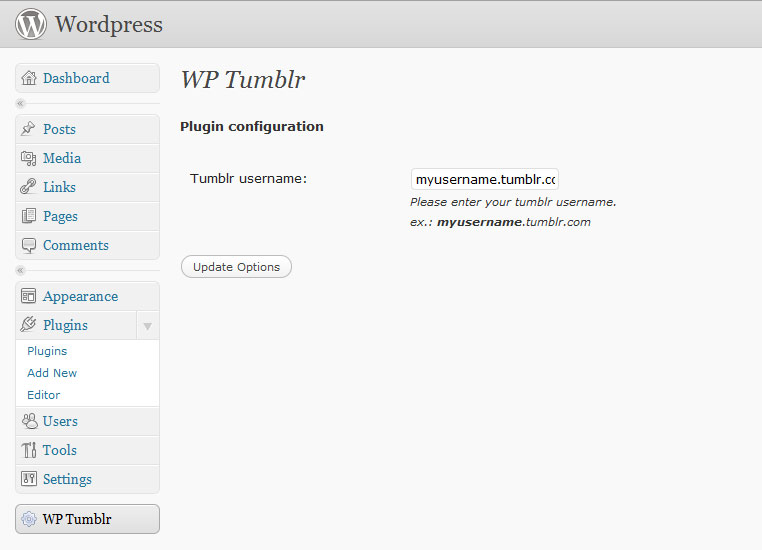 Wordpress
Dashboard
Posts
Media
Links
Pages
Comments
Appearance
Plugins
Plugins
Add New
Editor
Users
Tools
Settings
WP Tumblr
WP Tumblr
Plugin configuration
Tumblr username:
myusername.tumblr.co
Please enter your tumblr username.
ex.: myusername.tumblr.com
Update Options